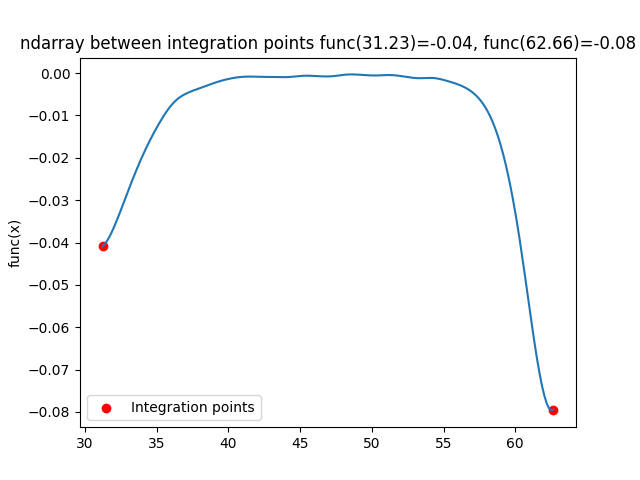 ndarray between integration points func(31.23)=-0.04, func(62.66)=-0.08
0.00
−0.01
−0.02
−0.03
−0.04
−0.05
−0.06
−0.07
−0.08
func(x)
Integration points
30 35 40 45 50 55 60